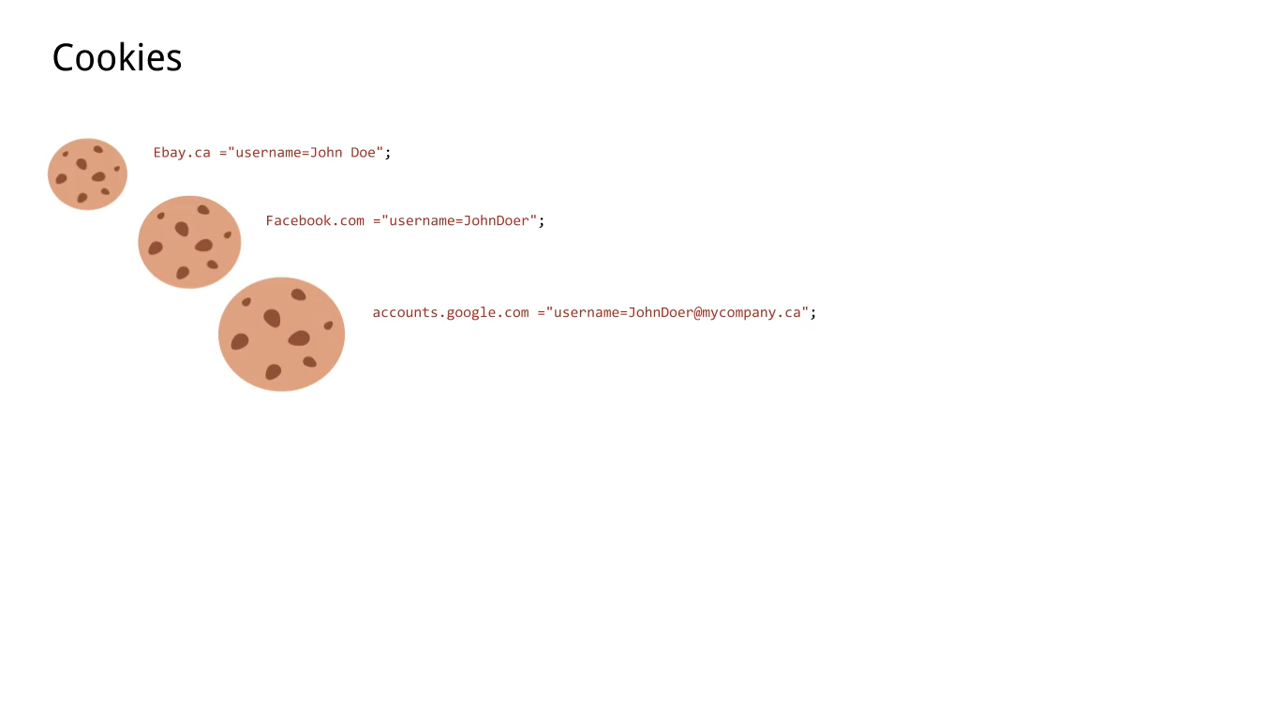 Cookies
Ebay.ca ="username=John Doe";
Facebook.com ="username=JohnDoer";
accounts.google.com ="username=JohnDoer@mycompany.ca";